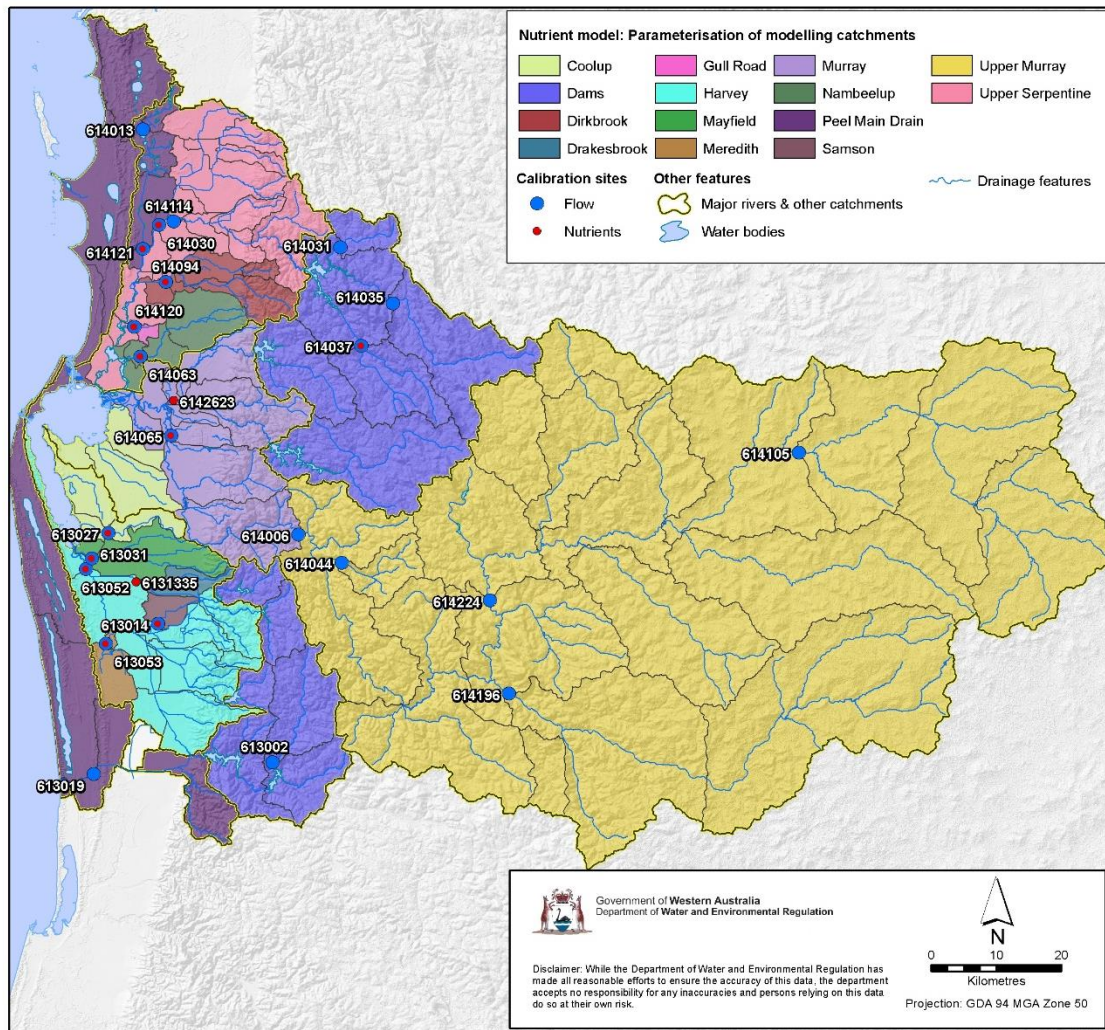 Nutrient model: Parameterisation of modelling catchments
Coolup
Gull Road
Murray
Upper Murray
Dams
Harvey
Nambeelup
Upper Serpentine
Dirkbrook
Mayfield
Peel Main Drain
Drakesbrook
Meredith
Samson
Calibration sites
Other features
Drainage features
Flow
Major rivers & other catchments
Nutrients
Water bodies
614013
614114
614030
614121
614094
614031
614035
614120
614037
614063
6142623
614065
614105
613027
614006
613031
614044
613052
6131335
614224
613014
613053
614196
613002
613019
Government of Western Australia
Department of Water and Environmental Regulation
Disclaimer: While the Department of Water and Environmental Regulation has
made all reasonable efforts to ensure the accuracy of this data, the department
accepts no responsibility for any inaccuracies and persons relying on this data
do so at their own risk.
N
0 10 20
Kilometres
Projection: GDA 94 MGA Zone 50